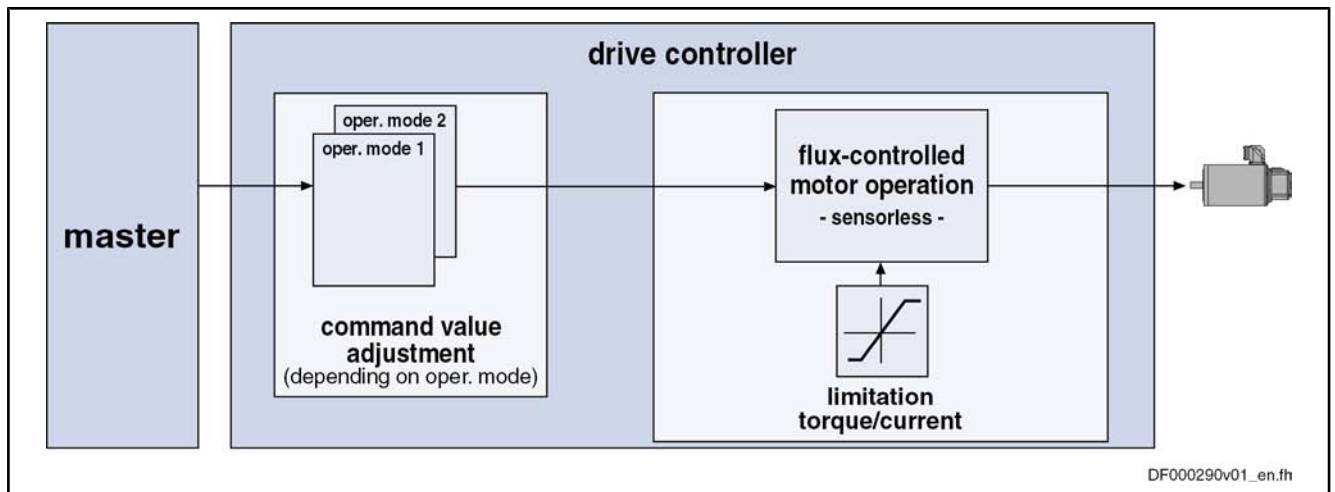 drive controller
master
oper. mode 2
oper. mode 1
command value
adjustment
(depending on oper. mode)
flux-controlled
motor operation
- sensorless -
limitation
torque/current
DF000290v01_en.fh